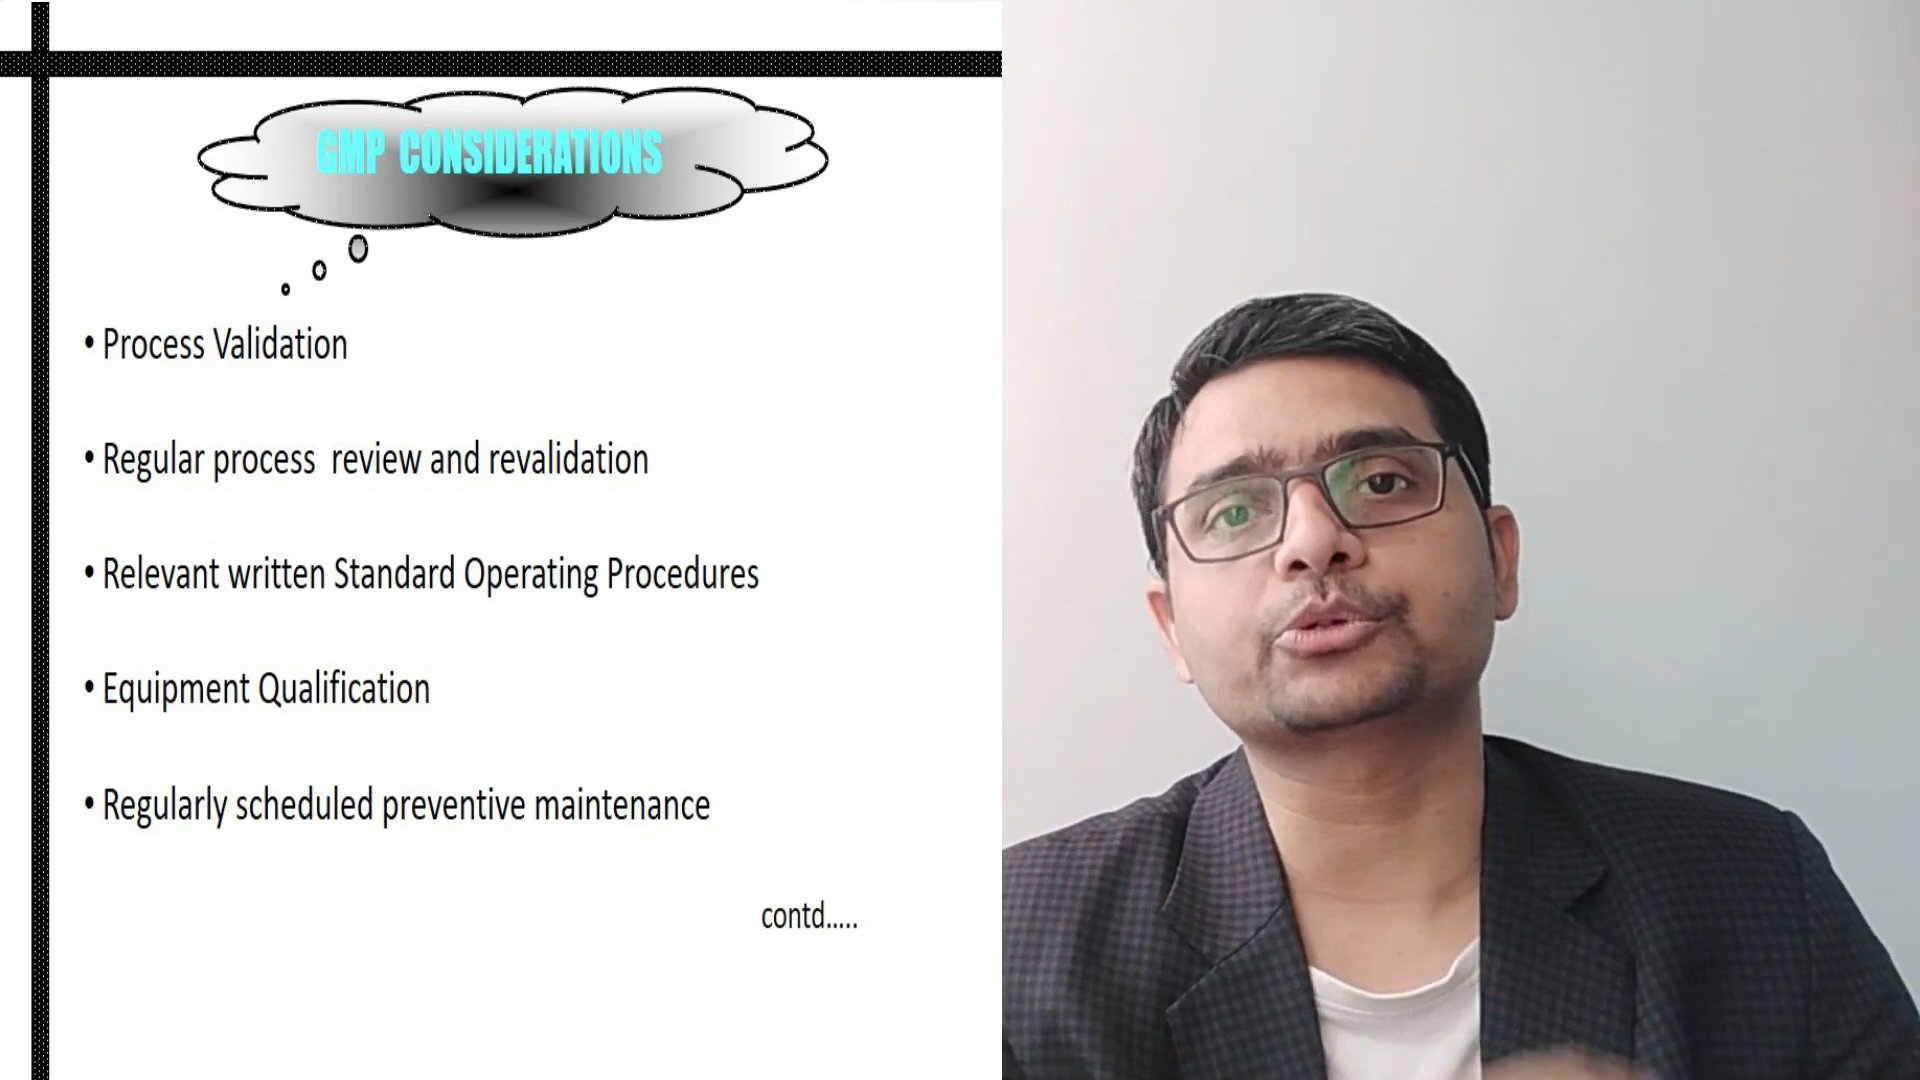 GMP CONSIDERATIONS
• Process Validation
• Regular process review and revalidation
• Relevant written Standard Operating Procedures
• Equipment Qualification
• Regularly scheduled preventive maintenance
contd.....